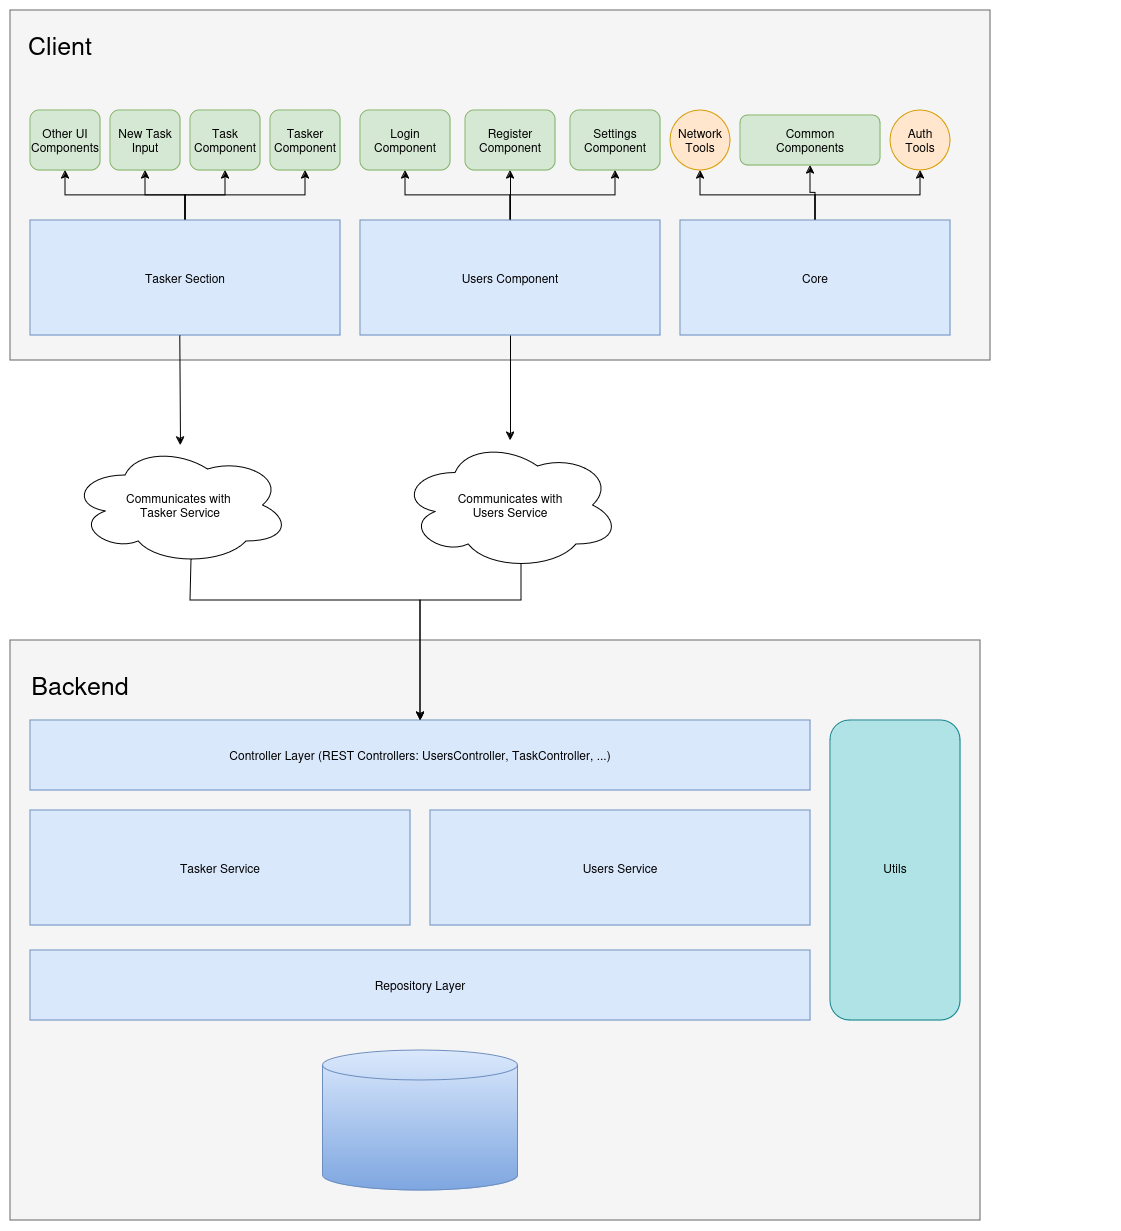 Client
Other UI
Components
New Task
Input
Task
Component
Tasker
Component
Login
Component
Register
Component
Settings
Component
Network
Tools
Common
Components
Auth
Tools
Tasker Section
Users Component
Core
Communicates with
Tasker Service
Communicates with
Users Service
Backend
Controller Layer (REST Controllers: UsersController, TaskController, ...)
Tasker Service
Users Service
Utils
Repository Layer